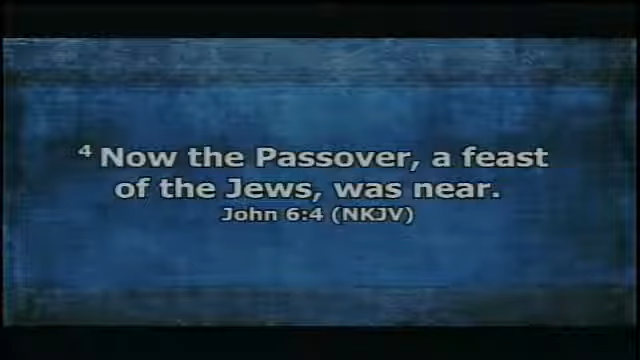 ⁴ Now the Passover, a feast
of the Jews, was near.
John 6:4 (NKJV)